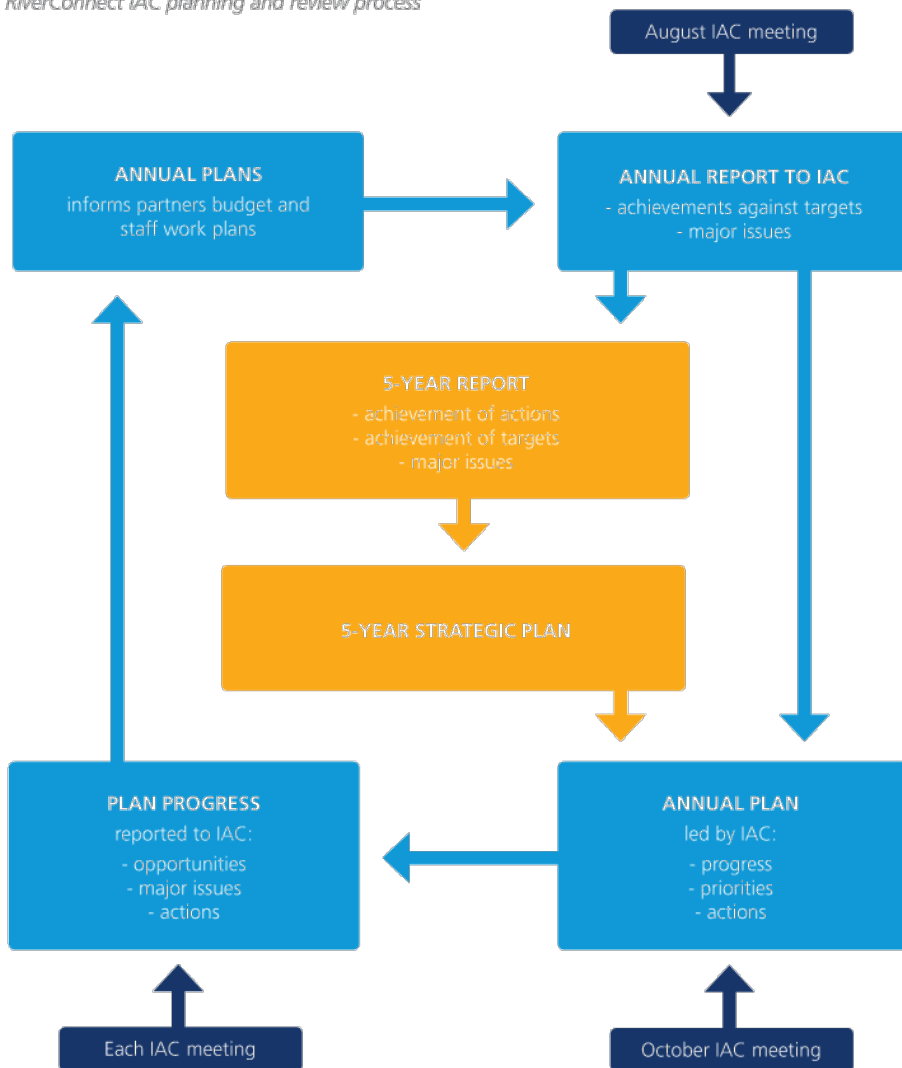 RiverConnect IAC planning and review process
August IAC meeting
ANNUAL PLANS
informs partners budget and
staff work plans
ANNUAL REPORT TO IAC
- achievements against targets
- major issues
5-YEAR REPORT
- achievement of actions
- achievement of targets
- major issues
5-YEAR STRATEGIC PLAN
PLAN PROGRESS
reported to IAC:
- opportunities
- major issues
- actions
ANNUAL PLAN
led by IAC:
- progress
- priorities
- actions
Each IAC meeting
October IAC meeting